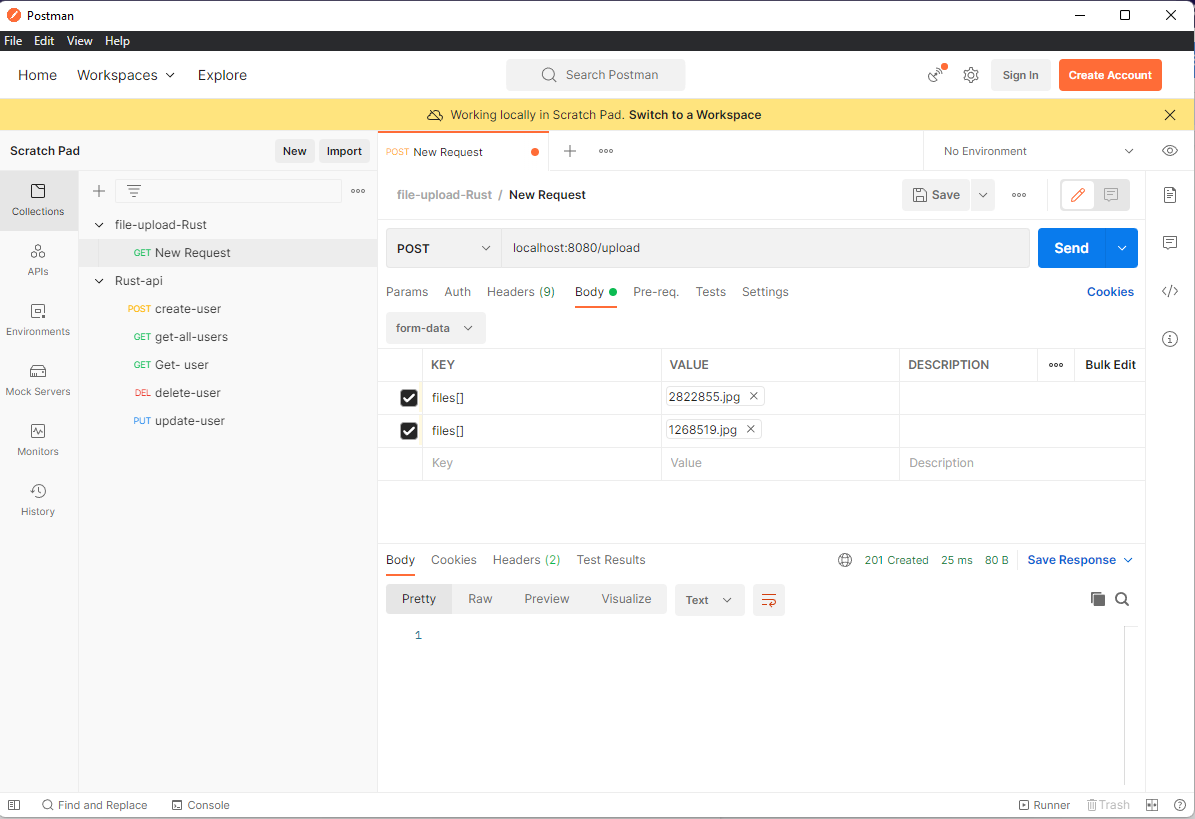 Postman
File Edit View Help
Home Workspaces Explore Search Postman Sign In Create Account
Working locally in Scratch Pad. Switch to a Workspace
Scratch Pad New Import
POST New Request No Environment
Collections
APIs
Environments
Mock Servers
Monitors
History
file-upload-Rust
GET New Request
Rust-api
POST create-user
GET get-all-users
GET Get- user
DEL delete-user
PUT update-user
file-upload-Rust / New Request Save
POST localhost:8080/upload Send
Params Auth Headers (9) Body Pre-req. Tests Settings Cookies
form-data
KEY VALUE DESCRIPTION Bulk Edit
files[] 2822855.jpg
files[] 1268519.jpg
Key Value Description
Body Cookies Headers (2) Test Results 201 Created 25 ms 80 B Save Response
Pretty Raw Preview Visualize Text
1
Find and Replace Console Runner Trash